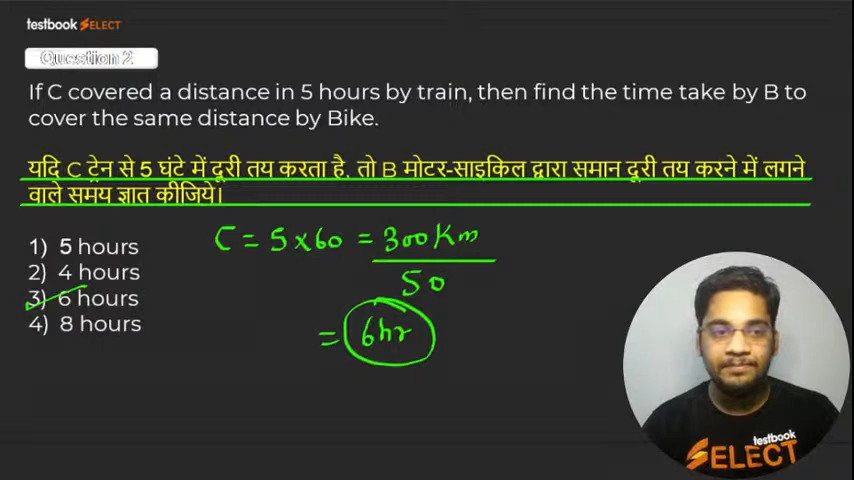 testbook SELECT
Question 2
If C covered a distance in 5 hours by train, then find the time take by B to
cover the same distance by Bike.
यदि C ट्रेन से 5 घंटे में दूरी तय करता है, तो B मोटर-साइकिल द्वारा समान दूरी तय करने में लगने
वाले समय ज्ञात कीजिये।
1) 5 hours
2) 4 hours
3) 6 hours
4) 8 hours
C = 5 x 60 = 300 Km
50
= 6hr
testbook
SELECT